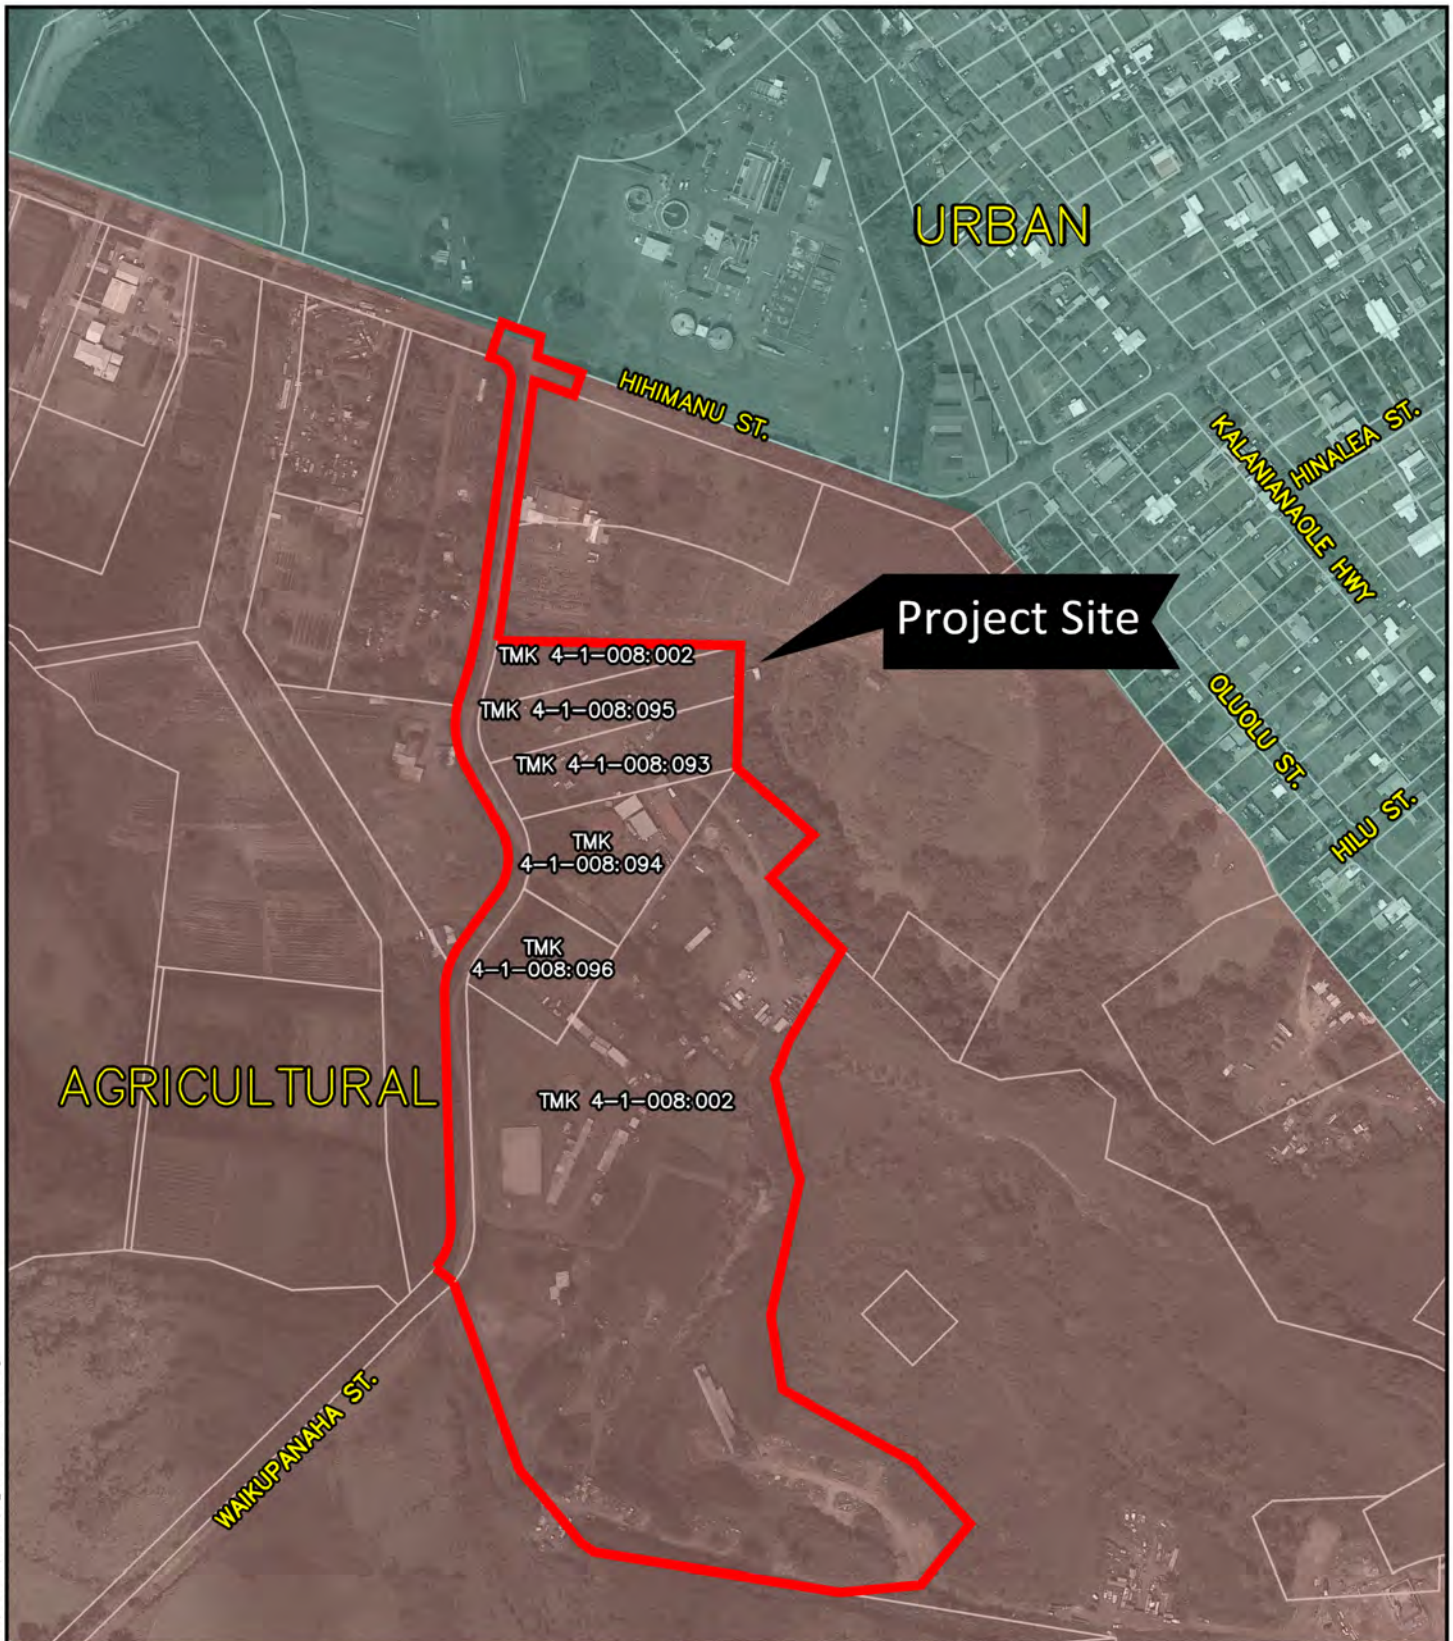 URBAN
HIHIMANU ST.
KALANIANAOLE HWY
HINALEA ST.
Project Site
TMK 4-1-008:002
TMK 4-1-008:095
OLUOLU ST.
TMK 4-1-008:093
HILU ST.
TMK
4-1-008:094
TMK
4-1-008:096
AGRICULTURAL
TMK 4-1-008:002
WAIKUPANAHA ST.